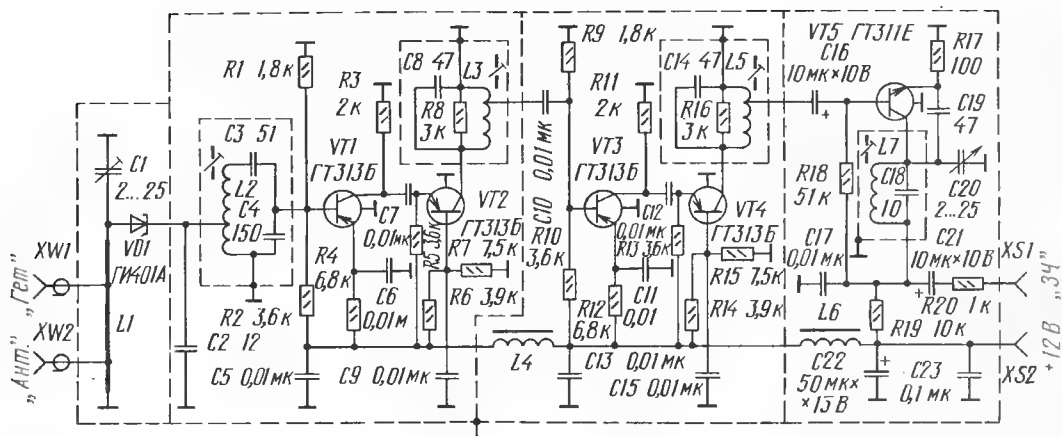 R1 1,8к
R3
2к
C8 47
L3
R8
3к
R9 1,8к
R11
2к
C14 47
L5
R16
3к
VT5 ГТ311Е
C16
10мк×10В
R17
100
C19
47
C1
2...25
VD1
ГИ401А
C3 51
L2
C4
150
VT1
ГТ313Б
C7
0,01мк
R5 36к
VT2
ГТ313Б
R7 7,5к
R4
6,8к
C6
0,01м
R6 3,9к
R2 3,6к
C10 0,01 мк
R10
3,6к
VT3
ГТ313Б
C12
0,01мк
R13 36к
VT4
ГТ313Б
R15 7,5к
R14 3,9к
C11
0,01
R12
6,8к
R18
51к
L7
C18
10
C20
2...25
C17
0,01мк
C21
10мк×10В
R20 1к
R19 10к
L6
XS1
XS2
„ЗЧ"
+12В
XW1
„Гет"
XW2
„Ант."
L1
C2 12
C5 0,01мк
C9 0,01мк
L4
C13 0,01мк
C15 0,01мк
C22
50мк×
×15В
C23
0,1мк